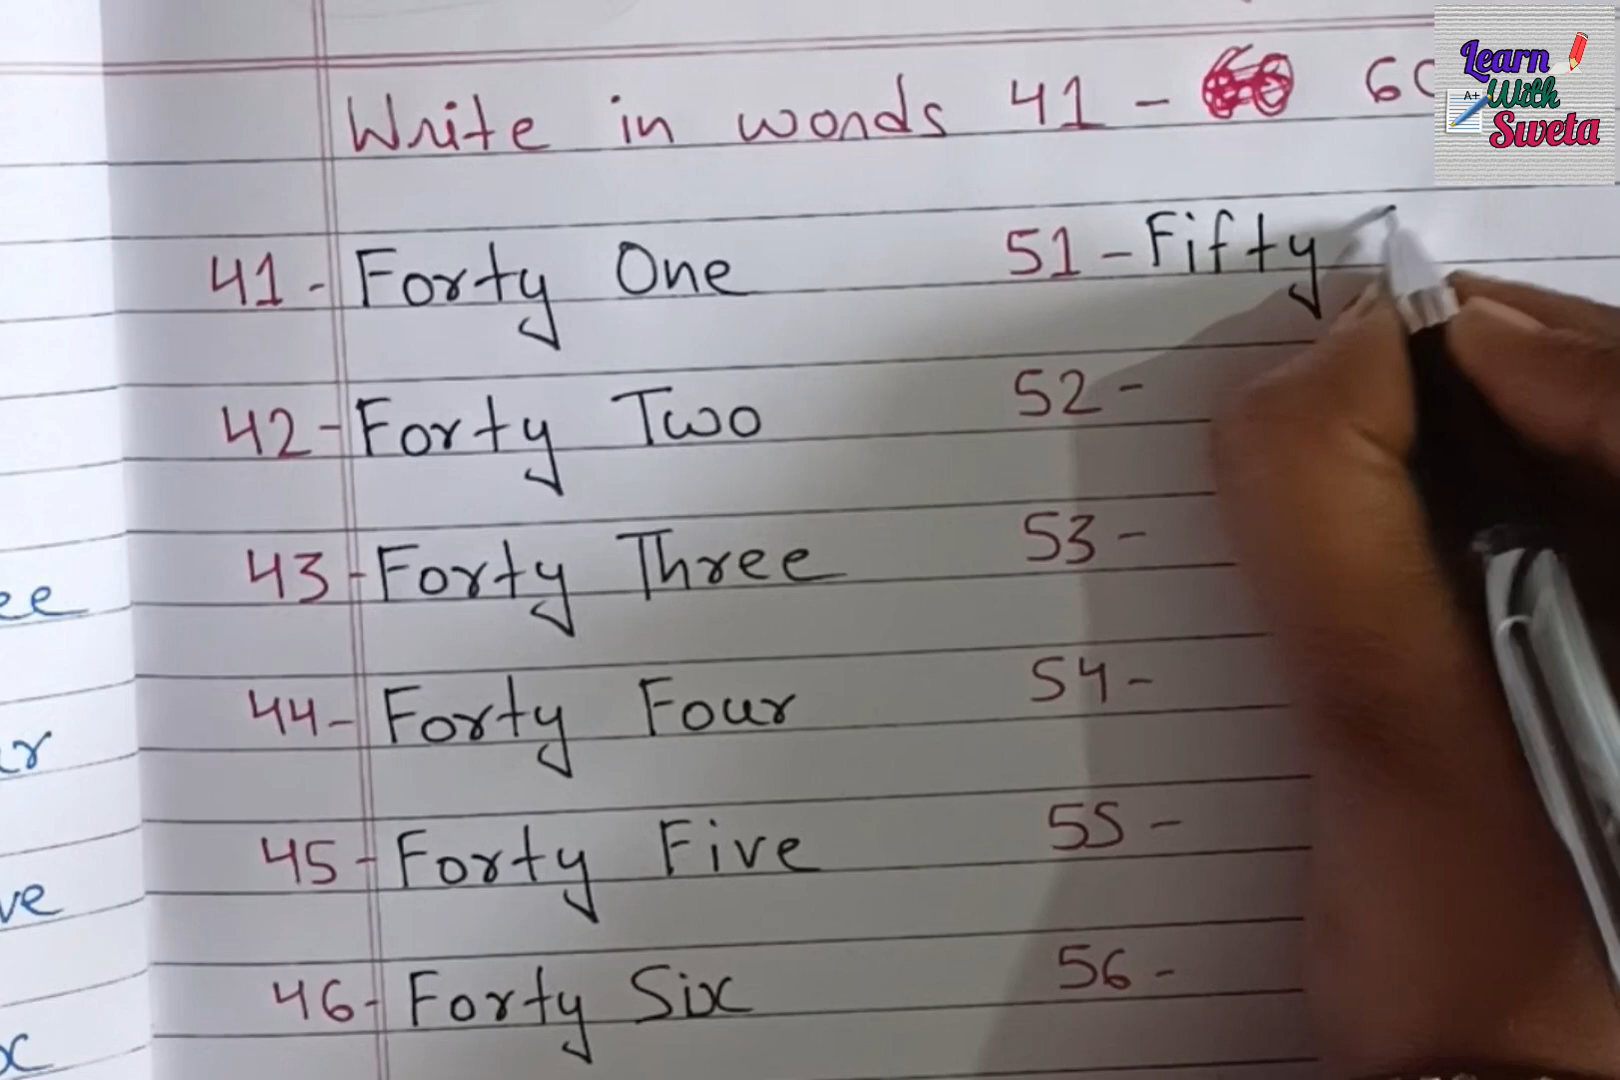 Write in words 41 - 60
Learn
With
Sweta
A+
41 - Forty One
42 - Forty Two
43 - Forty Three
44 - Forty Four
45 - Forty Five
46 - Forty Six
51 - Fifty
52 -
53 -
54 -
55 -
56 -